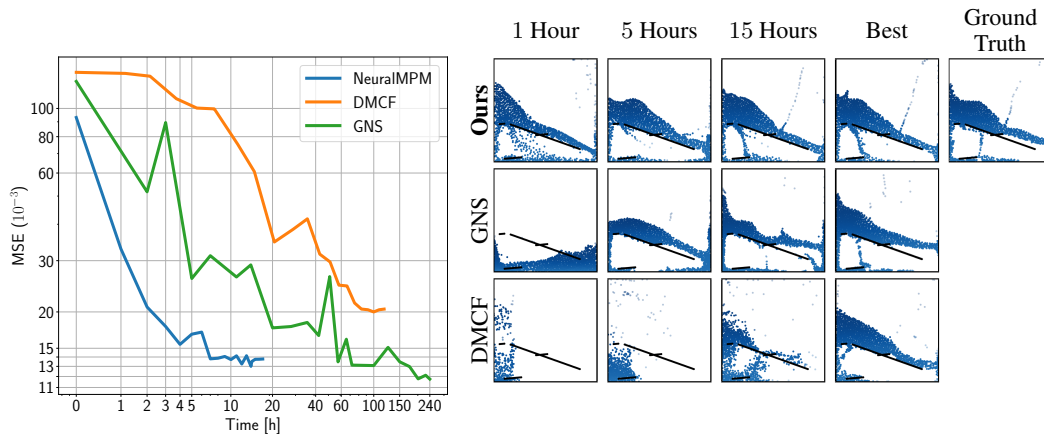 NeuralMPM
DMCF
GNS
100
80
60
30
20
15
13
11
MSE (10⁻³)
0 1 2 3 4 5 10 20 40 60 100 150 240
Time [h]
1 Hour 5 Hours 15 Hours Best Ground Truth
Ours
GNS
DMCF